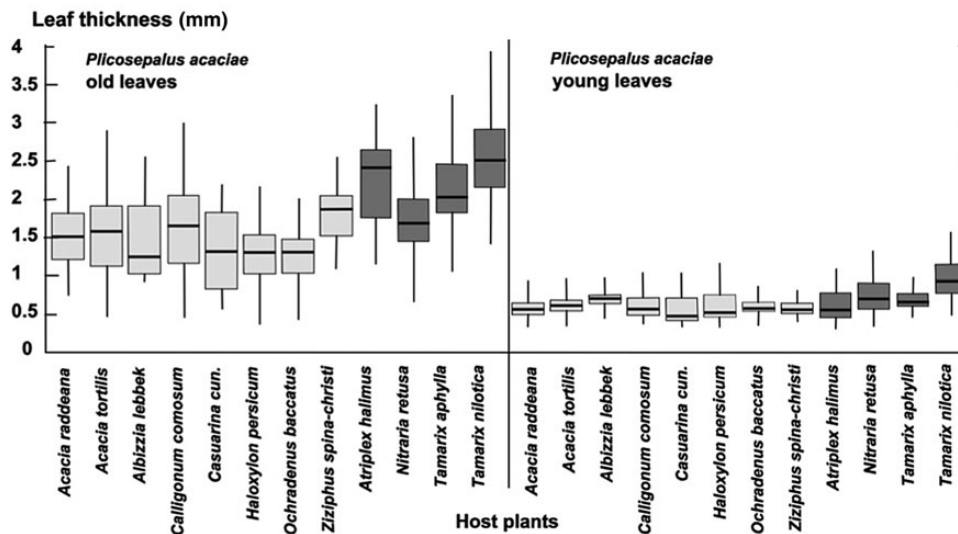 Leaf thickness (mm)
4
3.5
3
2.5
2
1.5
1
0.5
0
Plicosepalus acaciae
old leaves
Plicosepalus acaciae
young leaves
Acacia raddeana
Acacia tortilis
Albizzia lebbek
Calligonum comosum
Casuarina cun.
Haloxylon persicum
Ochradenus baccatus
Ziziphus spina-christi
Atriplex halimus
Nitraria retusa
Tamarix aphylla
Tamarix nilotica
Acacia raddeana
Acacia tortilis
Albizzia lebbek
Calligonum comosum
Casuarina cun.
Haloxylon persicum
Ochradenus baccatus
Ziziphus spina-christi
Atriplex halimus
Nitraria retusa
Tamarix aphylla
Tamarix nilotica
Host plants